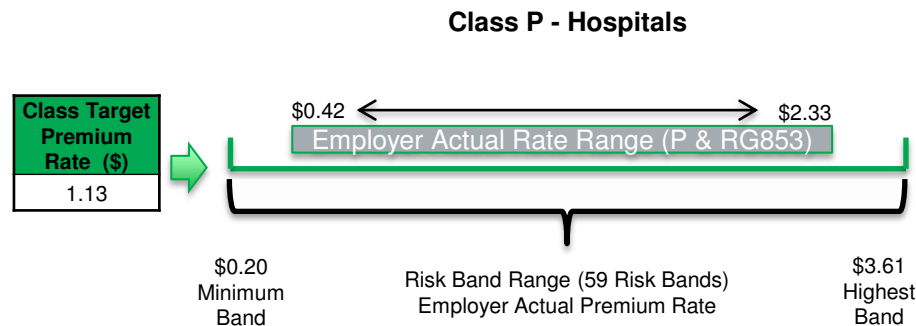 Class P - Hospitals
Class Target
Premium
Rate ($)
1.13
$0.42
$2.33
Employer Actual Rate Range (P & RG853)
$0.20
Minimum
Band
Risk Band Range (59 Risk Bands)
Employer Actual Premium Rate
$3.61
Highest
Band